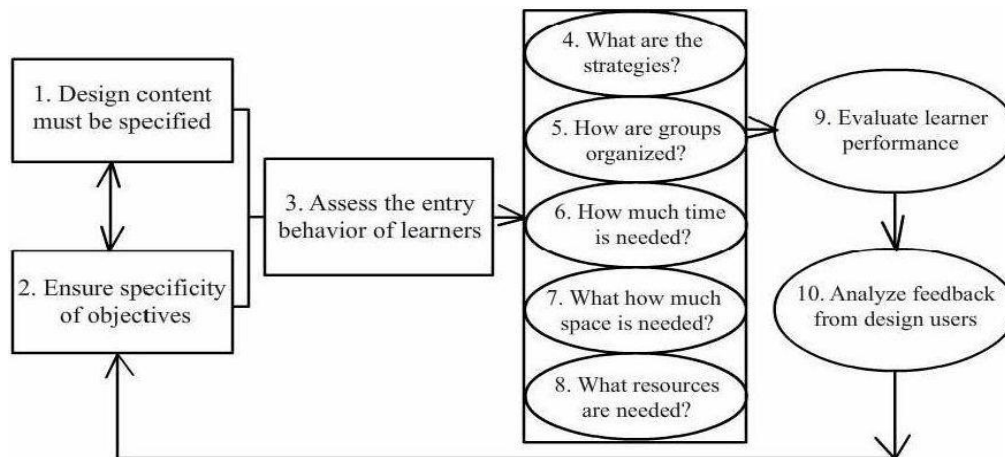 1. Design content
must be specified
2. Ensure specificity
of objectives
3. Assess the entry
behavior of learners
4. What are the
strategies?
5. How are groups
organized?
6. How much time
is needed?
7. What how much
space is needed?
8. What resources
are needed?
9. Evaluate learner
performance
10. Analyze feedback
from design users